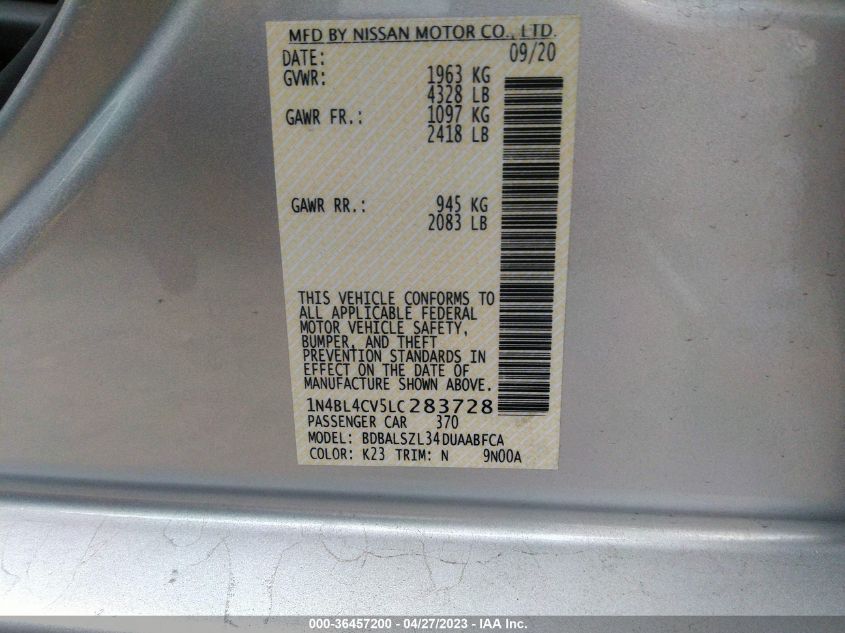 MFD BY NISSAN MOTOR CO., LTD.
DATE: 09/20
GVWR: 1963 KG
4328 LB
GAWR FR.: 1097 KG
2418 LB
GAWR RR.: 945 KG
2083 LB
THIS VEHICLE CONFORMS TO
ALL APPLICABLE FEDERAL
MOTOR VEHICLE SAFETY,
BUMPER, AND THEFT
PREVENTION STANDARDS IN
EFFECT ON THE DATE OF
MANUFACTURE SHOWN ABOVE.
1N4BL4CV5LC283728
PASSENGER CAR 370
MODEL: BDBALSZL34DUAABFCA
COLOR: K23 TRIM: N 9N00A
000-36457200 - 04/27/2023 - IAA Inc.